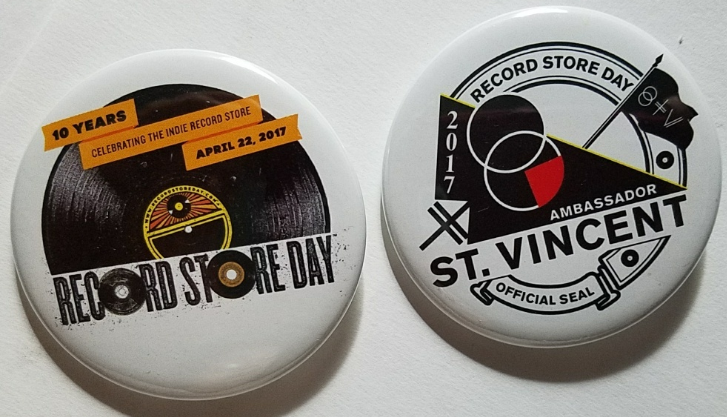 10 YEARS
CELEBRATING THE INDIE RECORD STORE
APRIL 22, 2017
RECORD STORE DAY
RECORD STORE DAY
2017
AMBASSADOR
ST. VINCENT
OFFICIAL SEAL